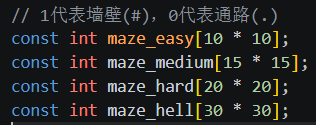 // 1代表墙壁(#), 0代表通路(.)
const int maze_easy[10 * 10];
const int maze_medium[15 * 15];
const int maze_hard[20 * 20];
const int maze_hell[30 * 30];